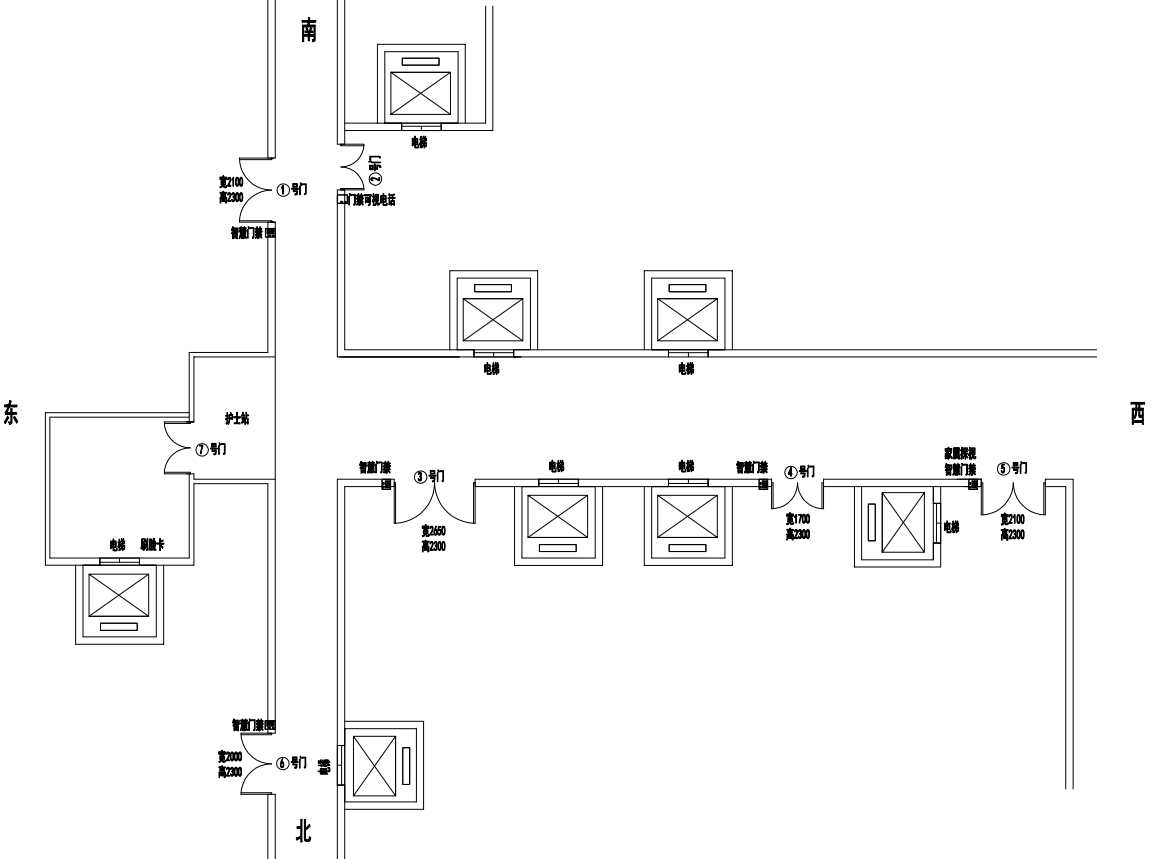 南
电梯
②号门
宽2100
高2300
①号门
门禁可视电话
智慧门禁
电梯
电梯
东
西
护士站
⑦号门
智慧门禁
③号门
电梯
电梯
智慧门禁
④号门
家属探视
智慧门禁
⑤号门
宽2650
高2300
宽1700
高2300
电梯
宽2100
高2300
电梯
刷脸卡
智慧门禁
宽2000
高2300
⑥号门
电梯
北